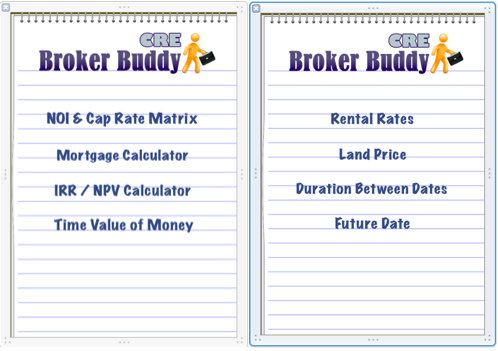 CRE
Broker Buddy
NOI & Cap Rate Matrix
Mortgage Calculator
IRR / NPV Calculator
Time Value of Money
CRE
Broker Buddy
Rental Rates
Land Price
Duration Between Dates
Future Date